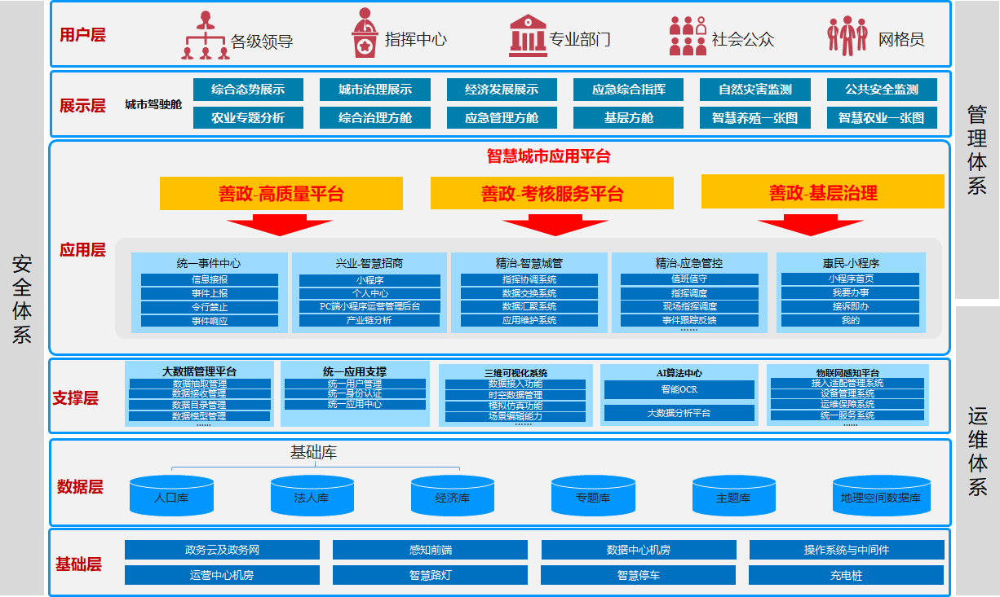 安全体系
管理体系
运维体系
用户层
各级领导
指挥中心
专业部门
社会公众
网格员
展示层
城市驾驶舱
综合态势展示
城市治理展示
经济发展展示
应急综合指挥
自然灾害监测
公共安全监测
农业专题分析
综合治理方舱
应急管理方舱
基层方舱
智慧养殖一张图
智慧农业一张图
应用层
智慧城市应用平台
善政-高质量平台
善政-考核服务平台
善政-基层治理
统一事件中心
信息接报
事件上报
令行禁止
事件响应
兴业-智慧招商
小程序
个人中心
PC端小程序运营管理后台
产业链分析
精治-智慧城管
指挥协调系统
数据交换系统
数据汇聚系统
应用维护系统
精治-应急管控
值班值守
指挥调度
现场指挥调度
事件跟踪反馈
……
惠民-小程序
小程序首页
我要办事
接诉即办
我的
支撑层
大数据管理平台
数据抽取管理
数据接收管理
数据目录管理
数据模型管理
……
统一应用支撑
统一用户管理
统一身份认证
统一应用中心
三维可视化系统
数据接入功能
时空数据管理
模拟仿真功能
场景编辑能力
……
AI算法中心
智能OCR
大数据分析平台
物联网感知平台
接入适配管理系统
设备管理系统
运维保障系统
统一服务系统
……
数据层
基础库
人口库
法人库
经济库
专题库
主题库
地理空间数据库
基础层
政务云及政务网
感知前端
数据中心机房
操作系统与中间件
运营中心机房
智慧路灯
智慧停车
充电桩